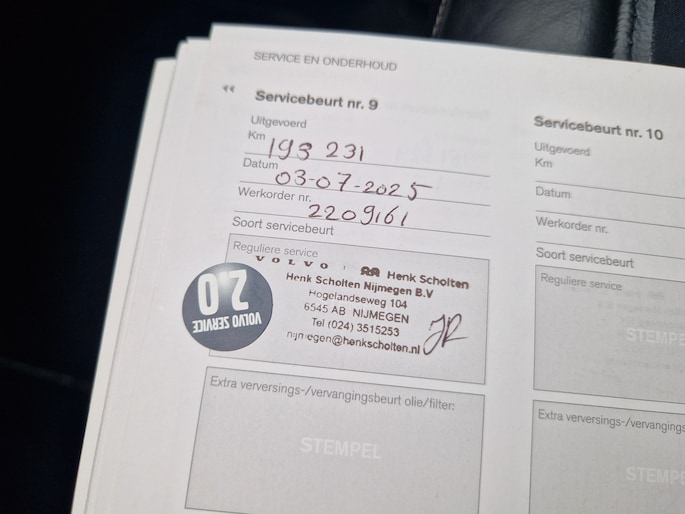 SERVICE EN ONDERHOUD
Servicebeurt nr. 9
Uitgevoerd
Km 193 231
Datum 03-07-2025
Werkorder nr. 2209161
Soort servicebeurt
Reguliere service
VOLVO Henk Scholten
Henk Scholten Nijmegen B.V
Hogelandseweg 104
6545 AB NIJMEGEN
Tel (024) 3515253
nijmegen@henkscholten.nl
VOLVO SERVICE
2.0
Extra verversings-/vervangingsbeurt olie/filter:
STEMPEL
Servicebeurt nr. 10
Uitgevoerd
Km
Datum
Werkorder nr.
Soort servicebeurt
Reguliere service
STEMPE
Extra verversings-/vervangings
STEMPE